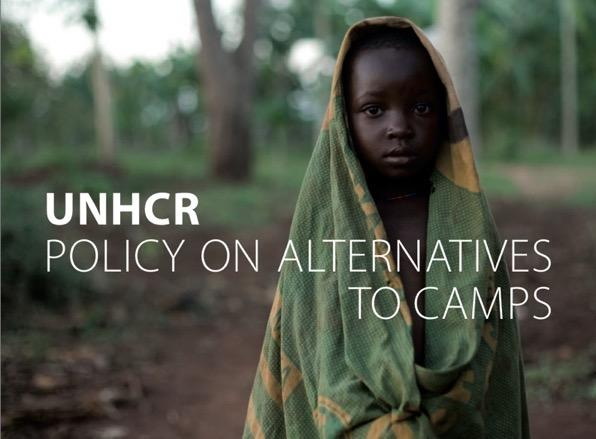 UNHCR
POLICY ON ALTERNATIVES
TO CAMPS